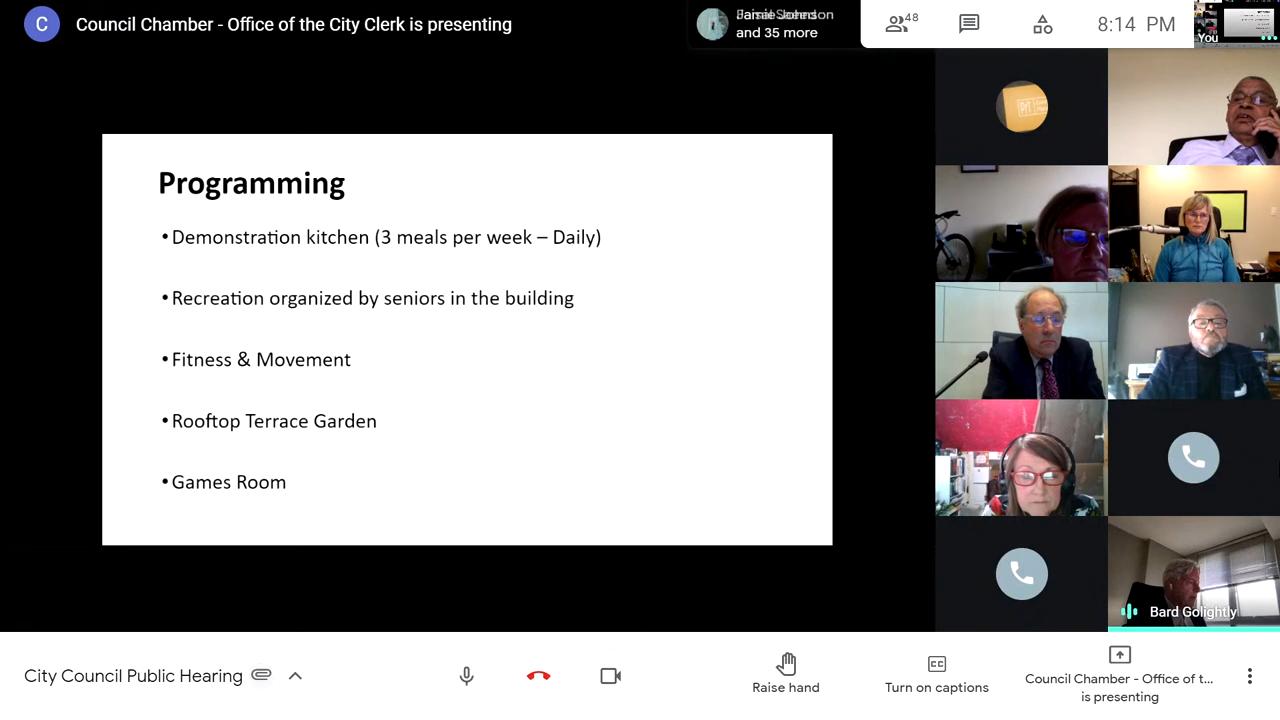 C
Council Chamber - Office of the City Clerk is presenting
and 35 more
48
8:14 PM
You
Programming
•Demonstration kitchen (3 meals per week – Daily)
•Recreation organized by seniors in the building
•Fitness & Movement
•Rooftop Terrace Garden
•Games Room
Bard Golightly
City Council Public Hearing
Raise hand
CC
Turn on captions
Council Chamber - Office of t...
is presenting